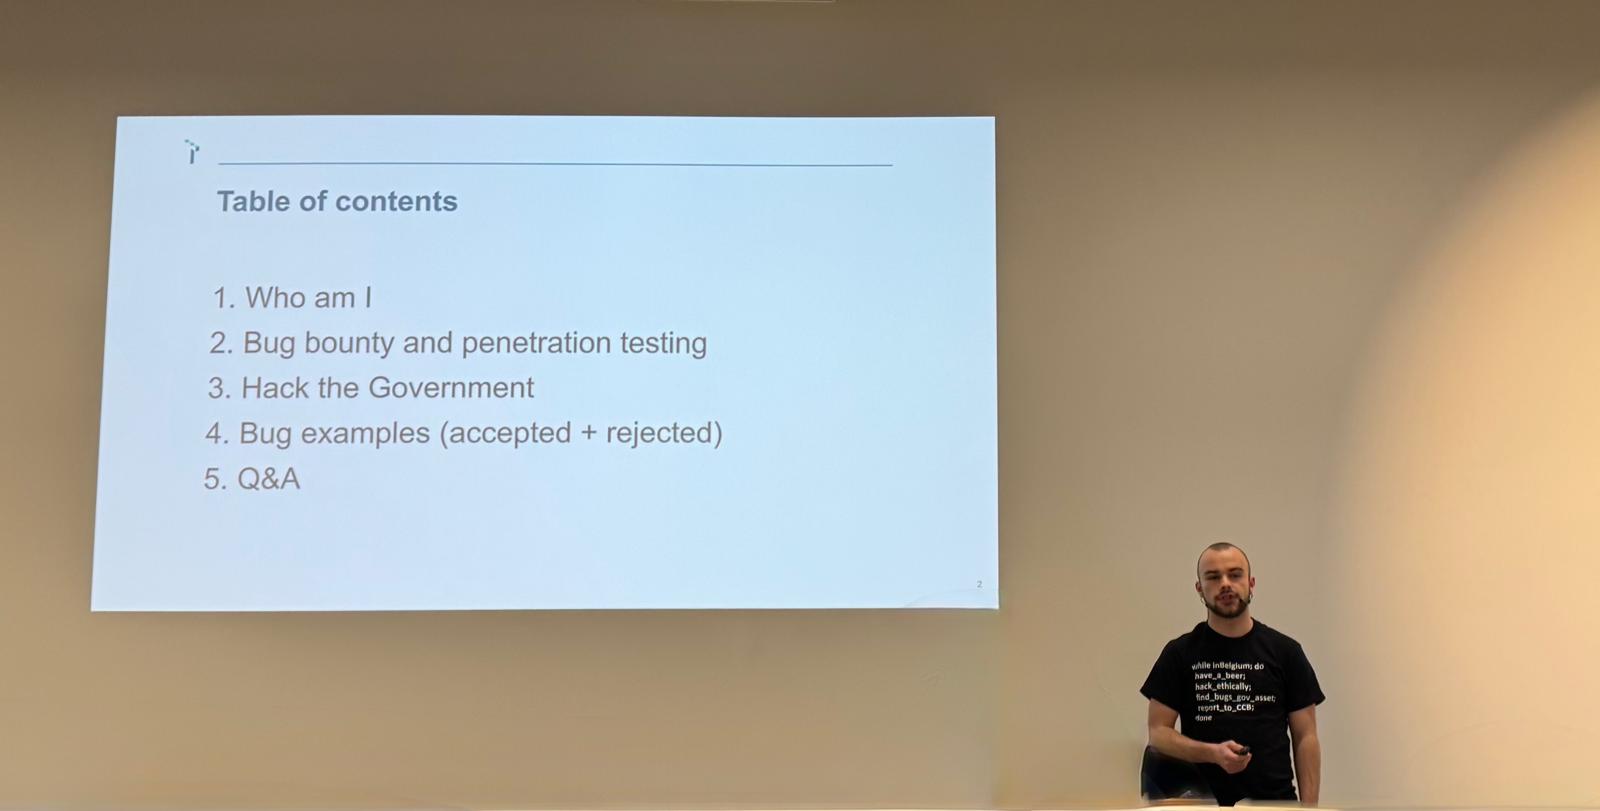 Table of contents
1. Who am I
2. Bug bounty and penetration testing
3. Hack the Government
4. Bug examples (accepted + rejected)
5. Q&A
2
while inBelgium; do
have_a_beer;
hack_ethically;
find_bugs_gov_asset;
report_to_CCB;
done